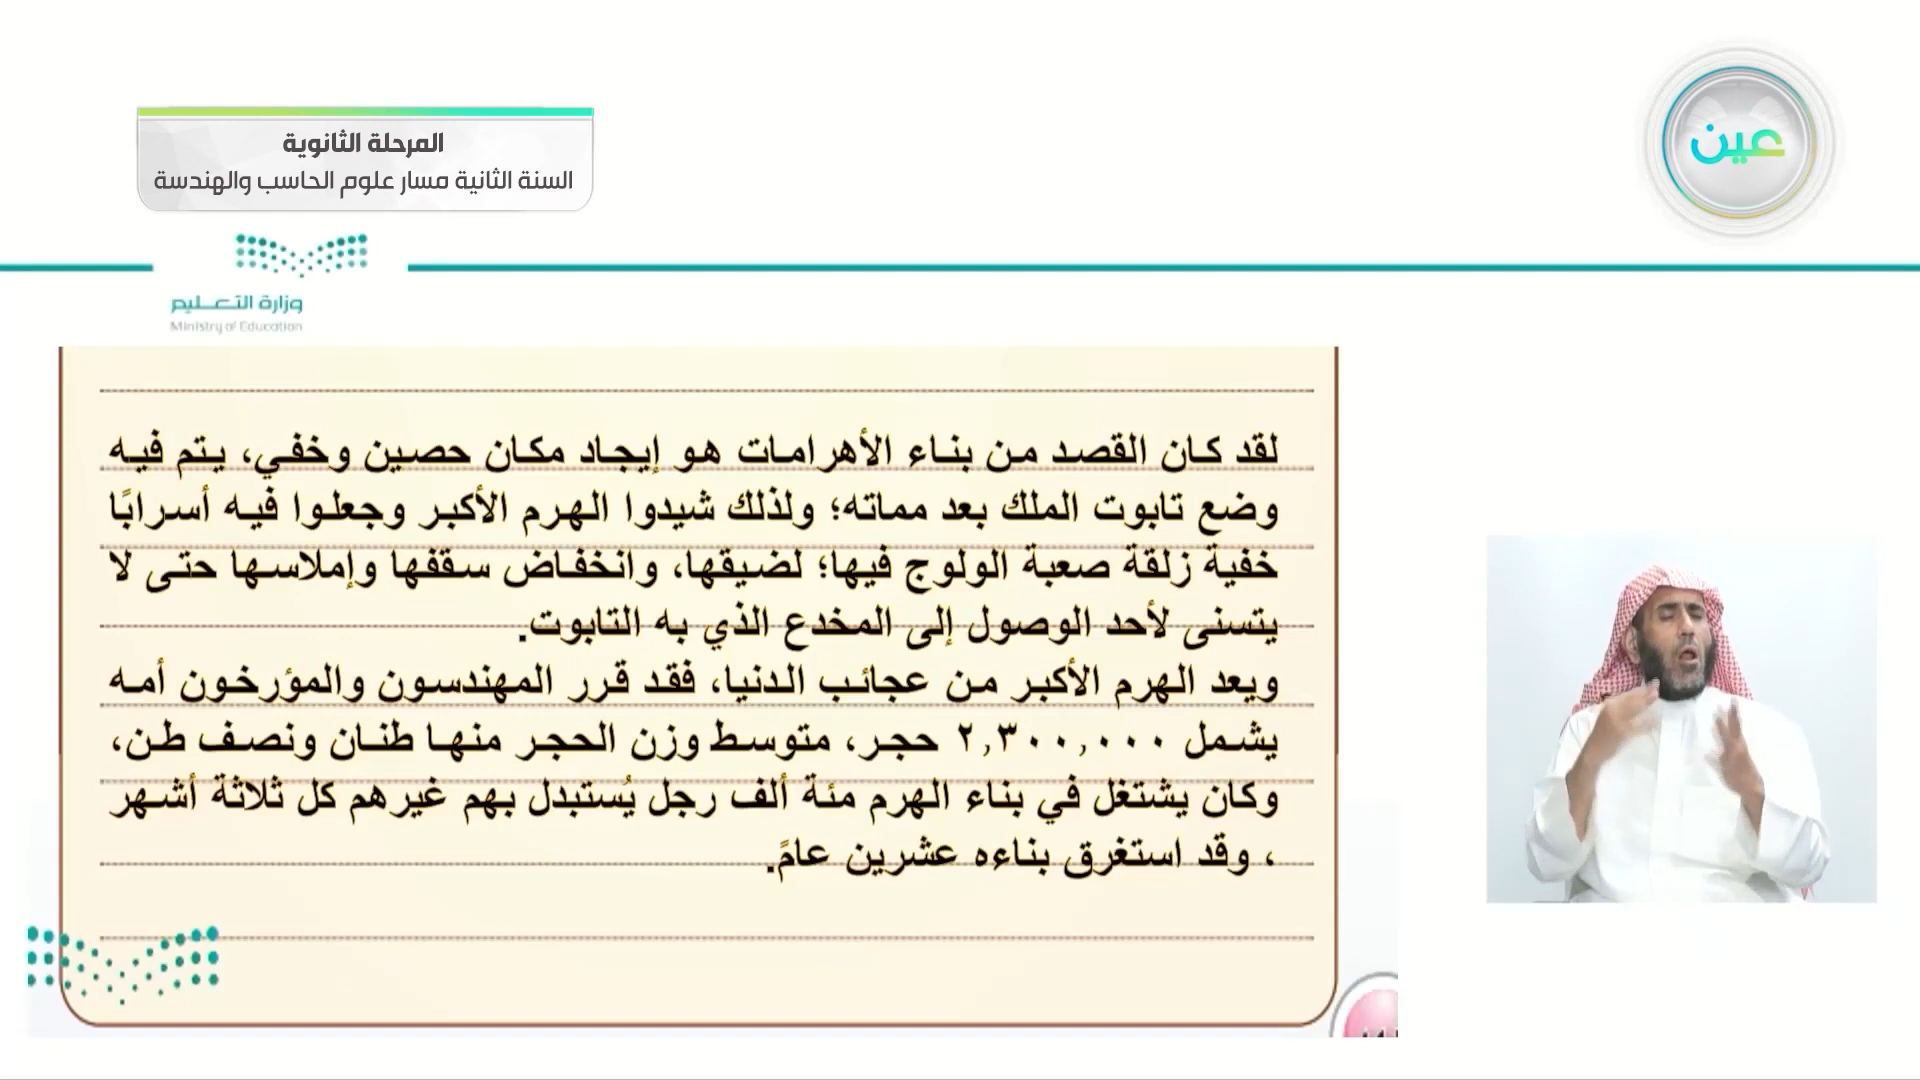 المرحلة الثانوية
السنة الثانية مسار علوم الحاسب والهندسة
عين
وزارة التعليم
Ministry of Education
لقد كان القصد من بناء الأهرامات هو إيجاد مكان حصين وخفي، يتم فيه
وضع تابوت الملك بعد مماته؛ ولذلك شيدوا الهرم الأكبر وجعلوا فيه أسرابًا
خفية زلقة صعبة الولوج فيها؛ لضيقها، وانخفاض سقفها وإملاسها حتى لا
يتسنى لأحد الوصول إلى المخدع الذي به التابوت.
ويعد الهرم الأكبر من عجائب الدنيا، فقد قرر المهندسون والمؤرخون أمه
يشمل ٢,٣٠٠,٠٠٠ حجر، متوسط وزن الحجر منها طنان ونصف طن،
وكان يشتغل في بناء الهرم مئة ألف رجل يُستبدل بهم غيرهم كل ثلاثة أشهر
، وقد استغرق بناءه عشرين عامً.